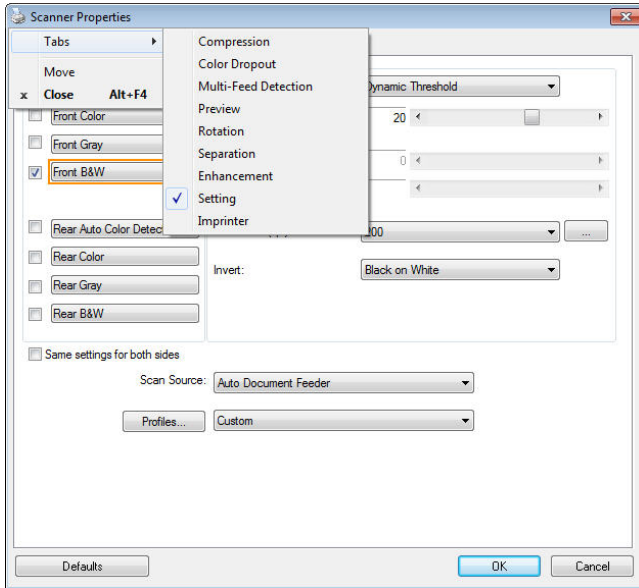 Scanner Properties
Tabs
Move
x Close Alt+F4
Compression
Color Dropout
Multi-Feed Detection
Preview
Rotation
Separation
Enhancement
Setting
Imprinter
Dynamic Threshold
Front Color
20
Front Gray
0
Front B&W
Rear Auto Color Detec
200
...
Rear Color
Invert:
Black on White
Rear Gray
Rear B&W
Same settings for both sides
Scan Source:
Auto Document Feeder
Profiles...
Custom
Defaults
OK
Cancel